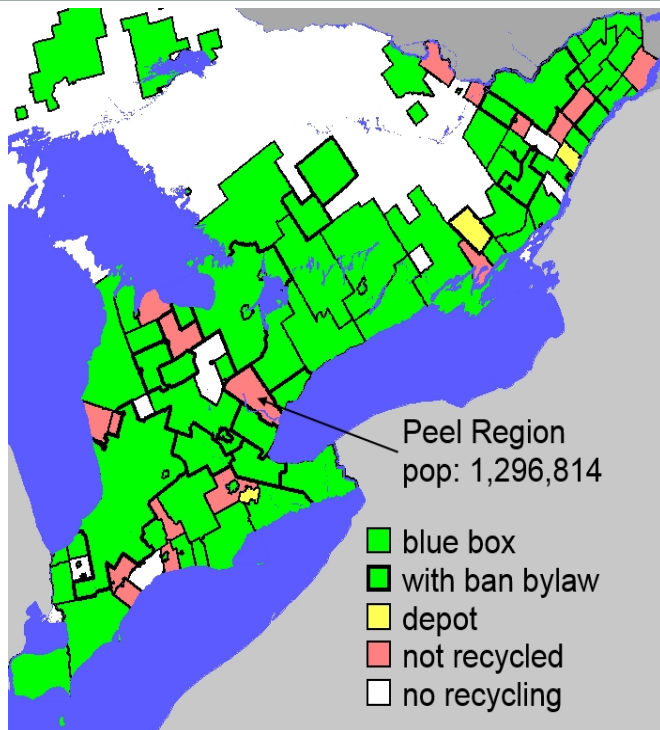 Peel Region
pop: 1,296,814
blue box
with ban bylaw
depot
not recycled
no recycling